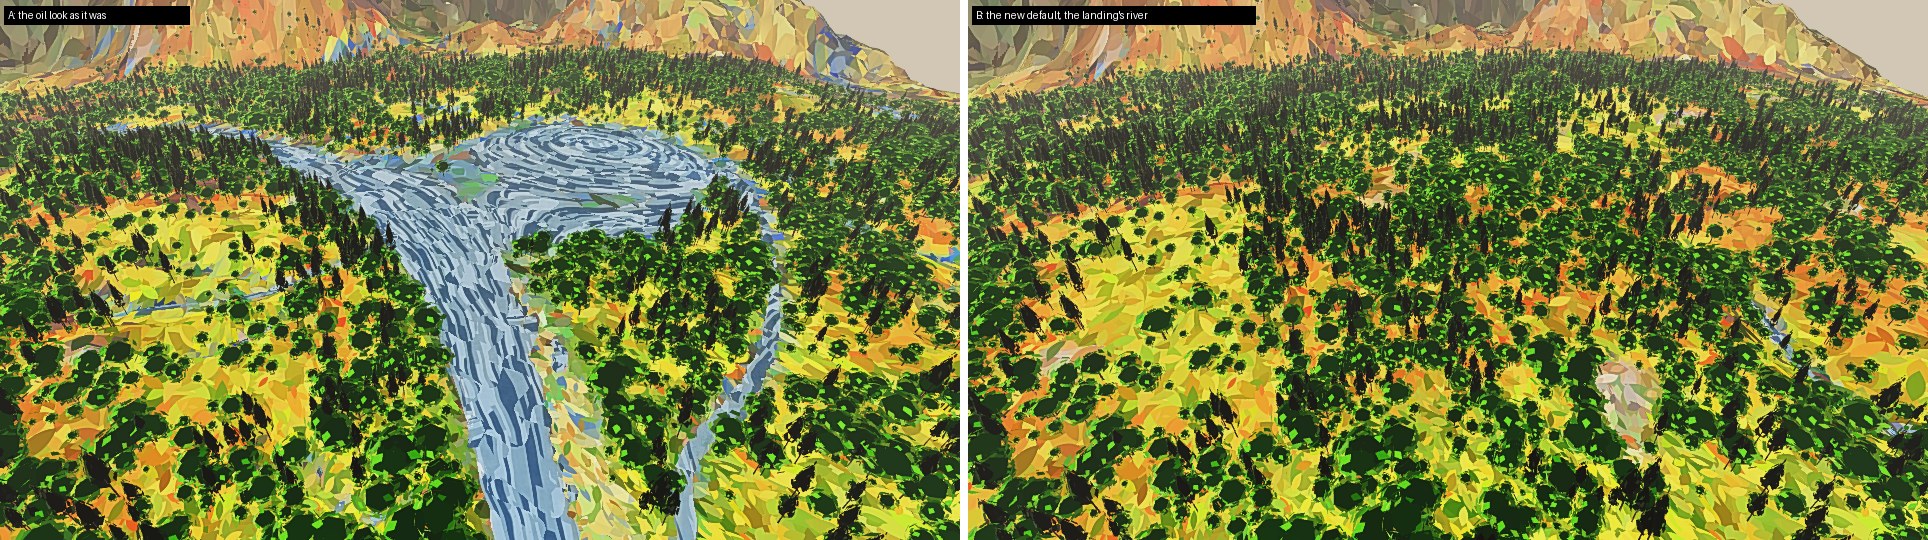 A: the oil look as it was
B: the new default, the landing's river